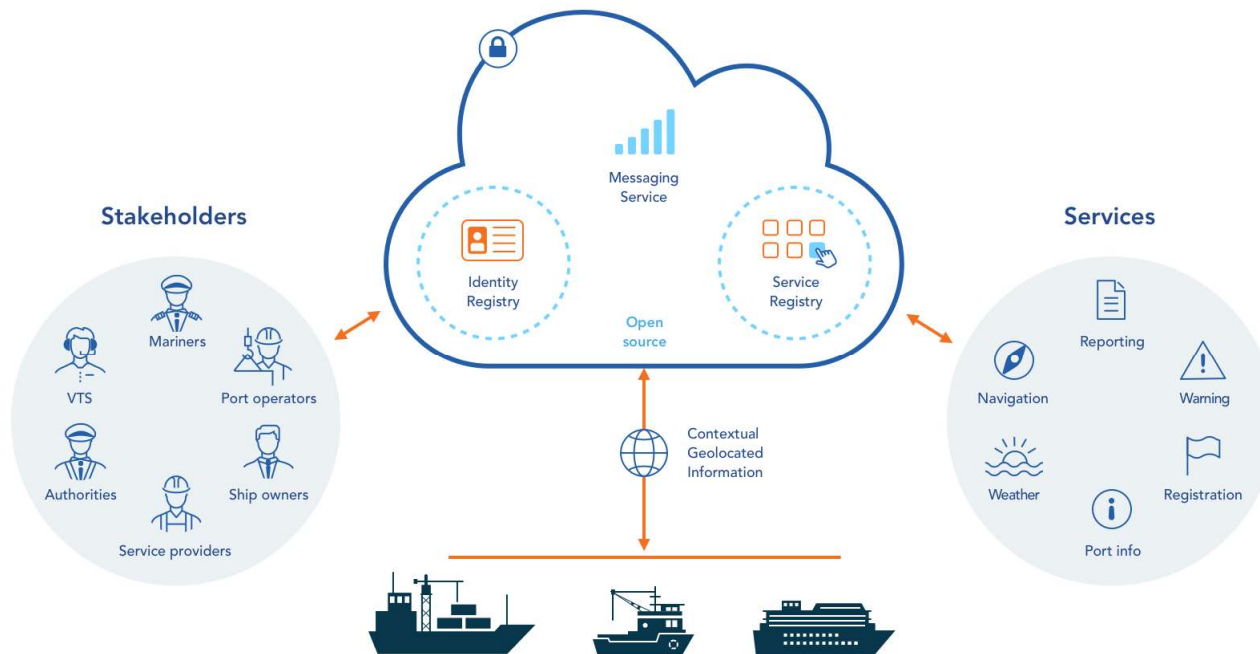 Messaging
Service
Identity
Registry
Service
Registry
Open
source
Stakeholders
Mariners
VTS
Port operators
Authorities
Ship owners
Service providers
Services
Reporting
Navigation
Warning
Weather
Registration
Port info
Contextual
Geolocated
Information